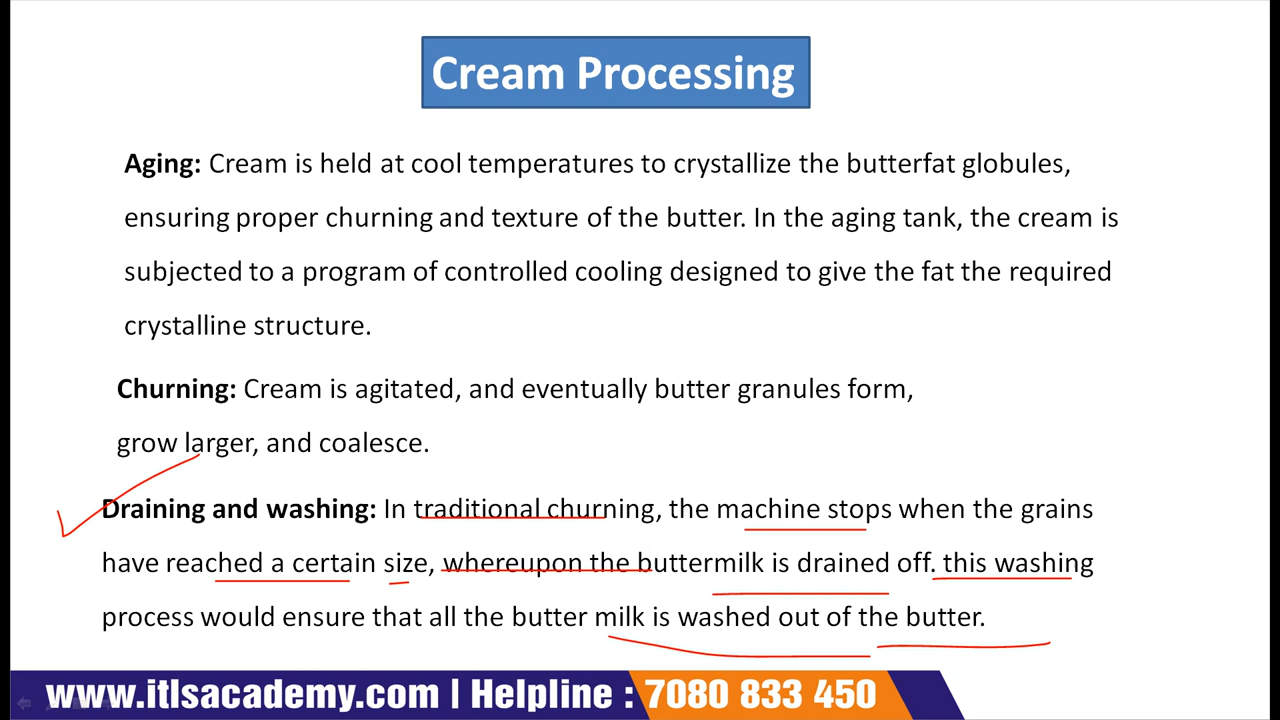 Cream Processing
Aging: Cream is held at cool temperatures to crystallize the butterfat globules,
ensuring proper churning and texture of the butter. In the aging tank, the cream is
subjected to a program of controlled cooling designed to give the fat the required
crystalline structure.
Churning: Cream is agitated, and eventually butter granules form,
grow larger, and coalesce.
Draining and washing: In traditional churning, the machine stops when the grains
have reached a certain size, whereupon the buttermilk is drained off. this washing
process would ensure that all the butter milk is washed out of the butter.
www.itlsacademy.com | Helpline : 7080 833 450